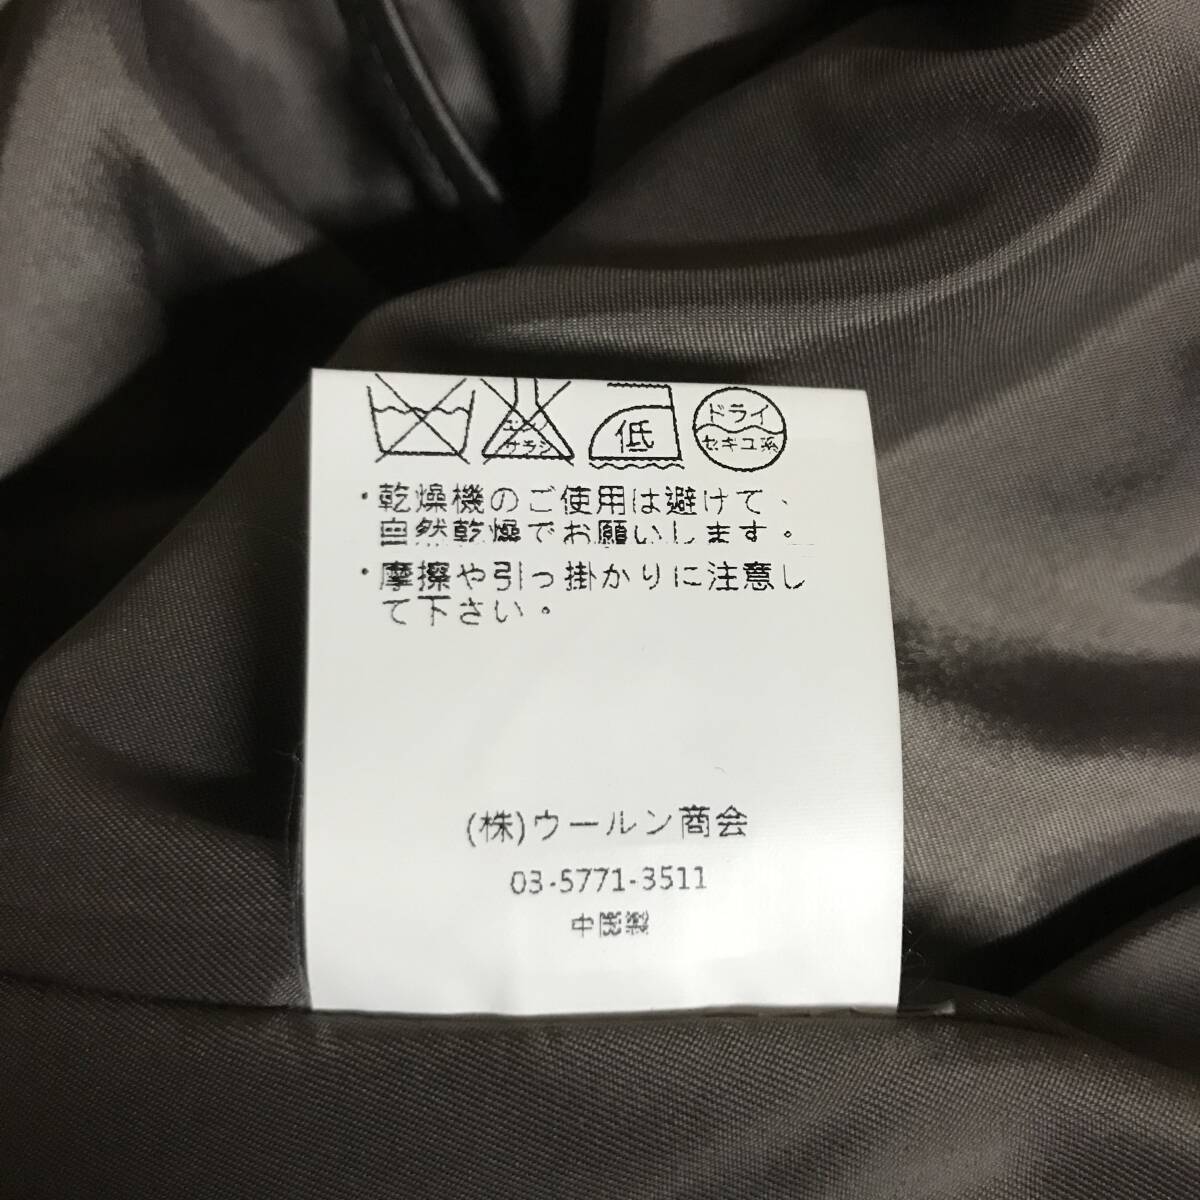 エンソ
サラシ
低
ドライ
セキユ系
・乾燥機のご使用は避けて、
自然乾燥でお願いします。
・摩擦や引っ掛かりに注意し
て下さい。
(株)ウールン商会
03-5771-3511
中国製